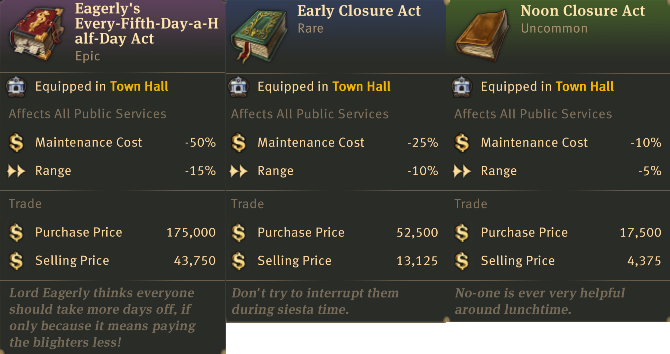 Eagerly's
Every-Fifth-Day-a-H
alf-Day Act
Epic
Equipped in Town Hall
Affects All Public Services
Maintenance Cost -50%
Range -15%
Trade
Purchase Price 175,000
Selling Price 43,750
Lord Eagerly thinks everyone
should take more days off, if
only because it means paying
the blighters less!
Early Closure Act
Rare
Equipped in Town Hall
Affects All Public Services
Maintenance Cost -25%
Range -10%
Trade
Purchase Price 52,500
Selling Price 13,125
Don't try to interrupt them
during siesta time.
Noon Closure Act
Uncommon
Equipped in Town Hall
Affects All Public Services
Maintenance Cost -10%
Range -5%
Trade
Purchase Price 17,500
Selling Price 4,375
No-one is ever very helpful
around lunchtime.